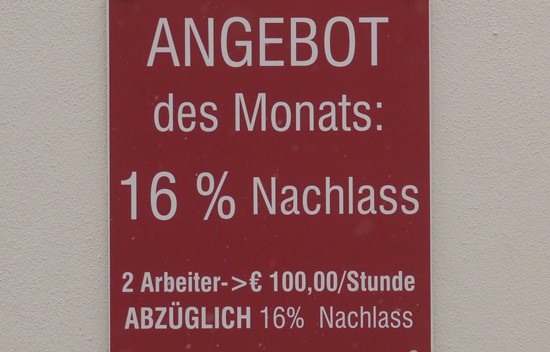 ANGEBOT
des Monats:
16 % Nachlass
2 Arbeiter-> € 100,00/Stunde
ABZÜGLICH 16% Nachlass